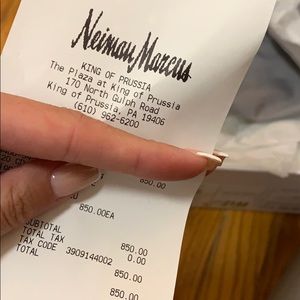 Neiman Marcus
KING OF PRUSSIA
The Plaza at King of Prussia
170 North Gulph Road
King of Prussia, PA 19406
(610) 962-6200
850.00
850.00EA
850.00
SUBTOTAL
TOTAL TAX 0.00
TAX CODE 3909144002
TOTAL 850.00
850.00